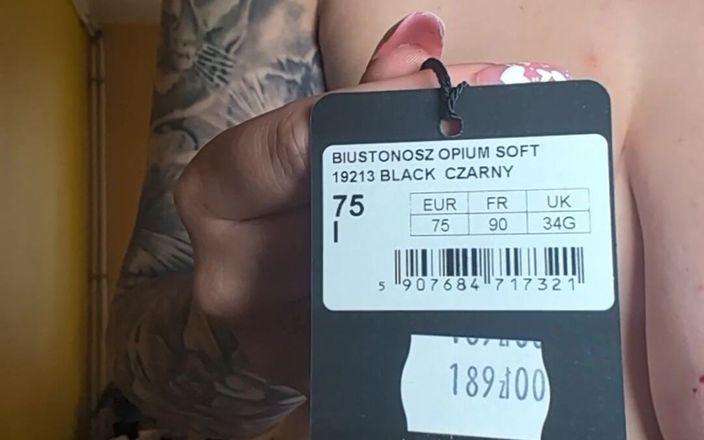 BIUSTONOSZ OPIUM SOFT
19213 BLACK CZARNY
75
I
EUR FR UK
75 90 34G
5 907684 717321
189zł00